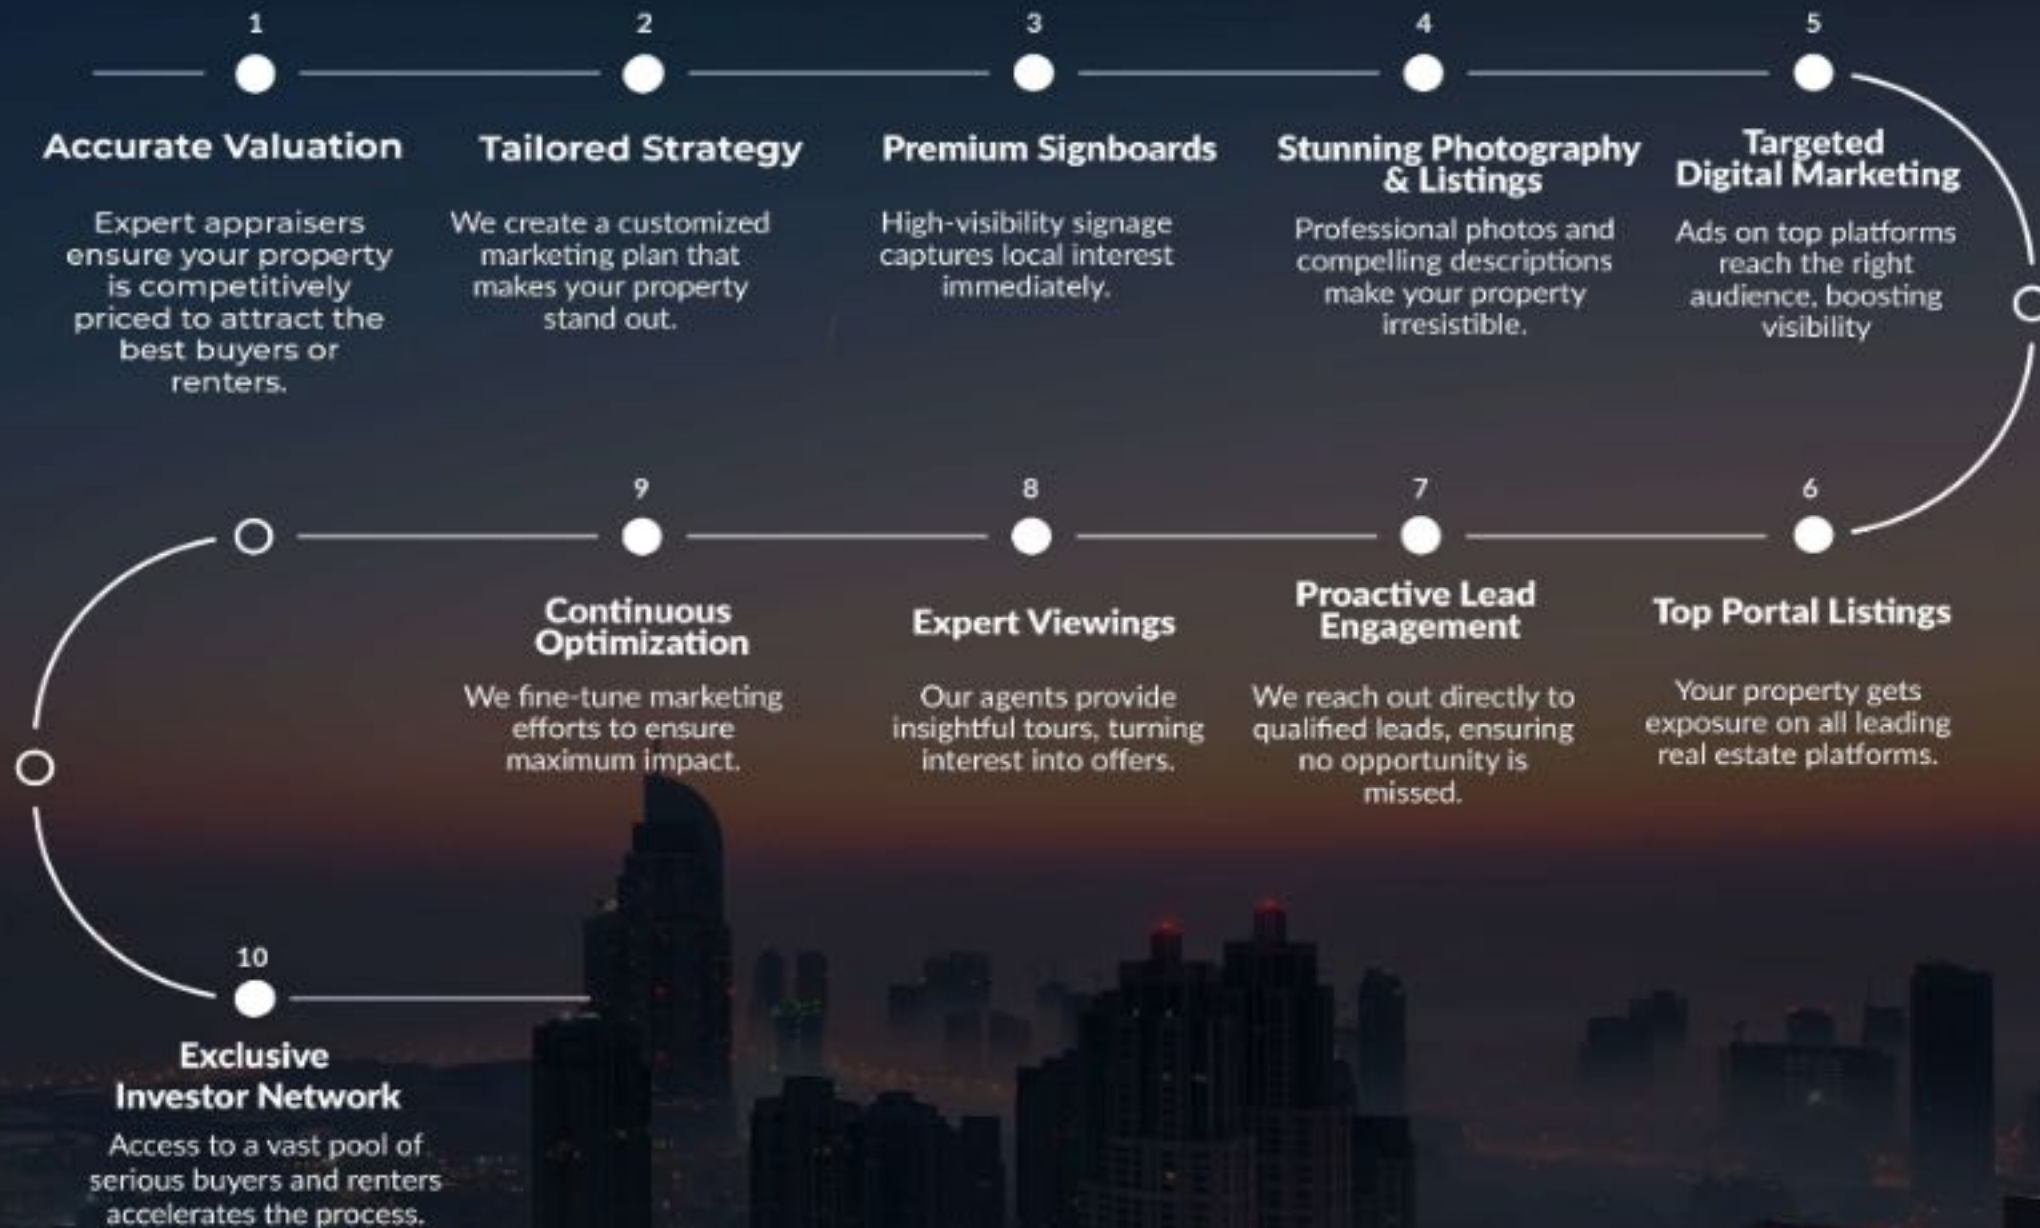 1
Accurate Valuation
Expert appraisers
ensure your property
is competitively
priced to attract the
best buyers or
renters.
2
Tailored Strategy
We create a customized
marketing plan that
makes your property
stand out.
3
Premium Signboards
High-visibility signage
captures local interest
immediately.
4
Stunning Photography
& Listings
Professional photos and
compelling descriptions
make your property
irresistible.
5
Targeted
Digital Marketing
Ads on top platforms
reach the right
audience, boosting
visibility
6
Top Portal Listings
Your property gets
exposure on all leading
real estate platforms.
7
Proactive Lead
Engagement
We reach out directly to
qualified leads, ensuring
no opportunity is
missed.
8
Expert Viewings
Our agents provide
insightful tours, turning
interest into offers.
9
Continuous
Optimization
We fine-tune marketing
efforts to ensure
maximum impact.
10
Exclusive
Investor Network
Access to a vast pool of
serious buyers and renters
accelerates the process.